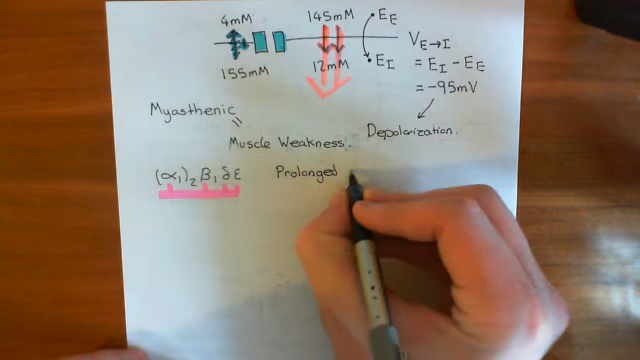 4mM 145mM E_E
155mM 12mM E_I
V_E→I
= E_I - E_E
= -95mV
Myasthenic
Muscle Weakness. Depolarization.
(α₁)₂ β₁ δ ε Prolonged